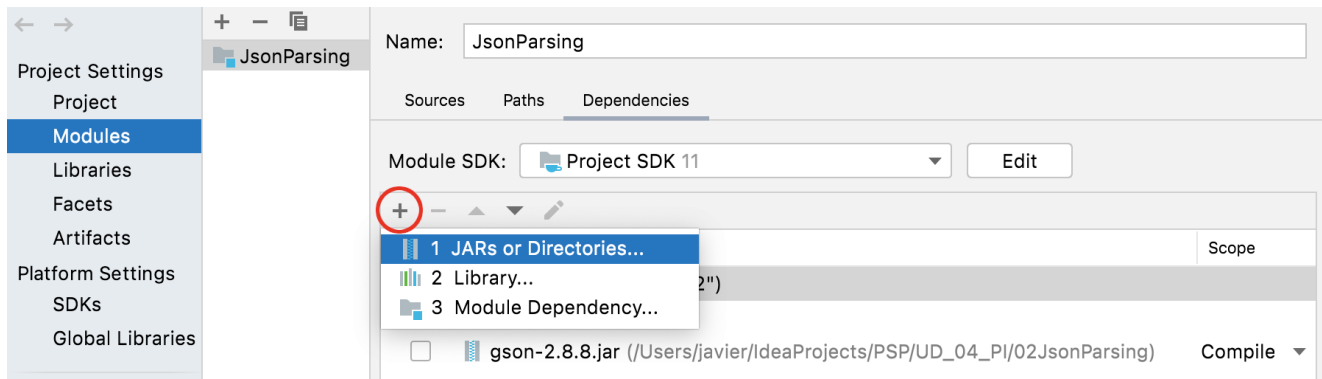 Project Settings
Project
Modules
Libraries
Facets
Artifacts
Platform Settings
SDKs
Global Libraries
JsonParsing
Name: JsonParsing
Sources Paths Dependencies
Module SDK: Project SDK 11 Edit
Scope
1 JARs or Directories...
2 Library...
3 Module Dependency...
2")
gson-2.8.8.jar (/Users/javier/IdeaProjects/PSP/UD_04_PI/02JsonParsing) Compile